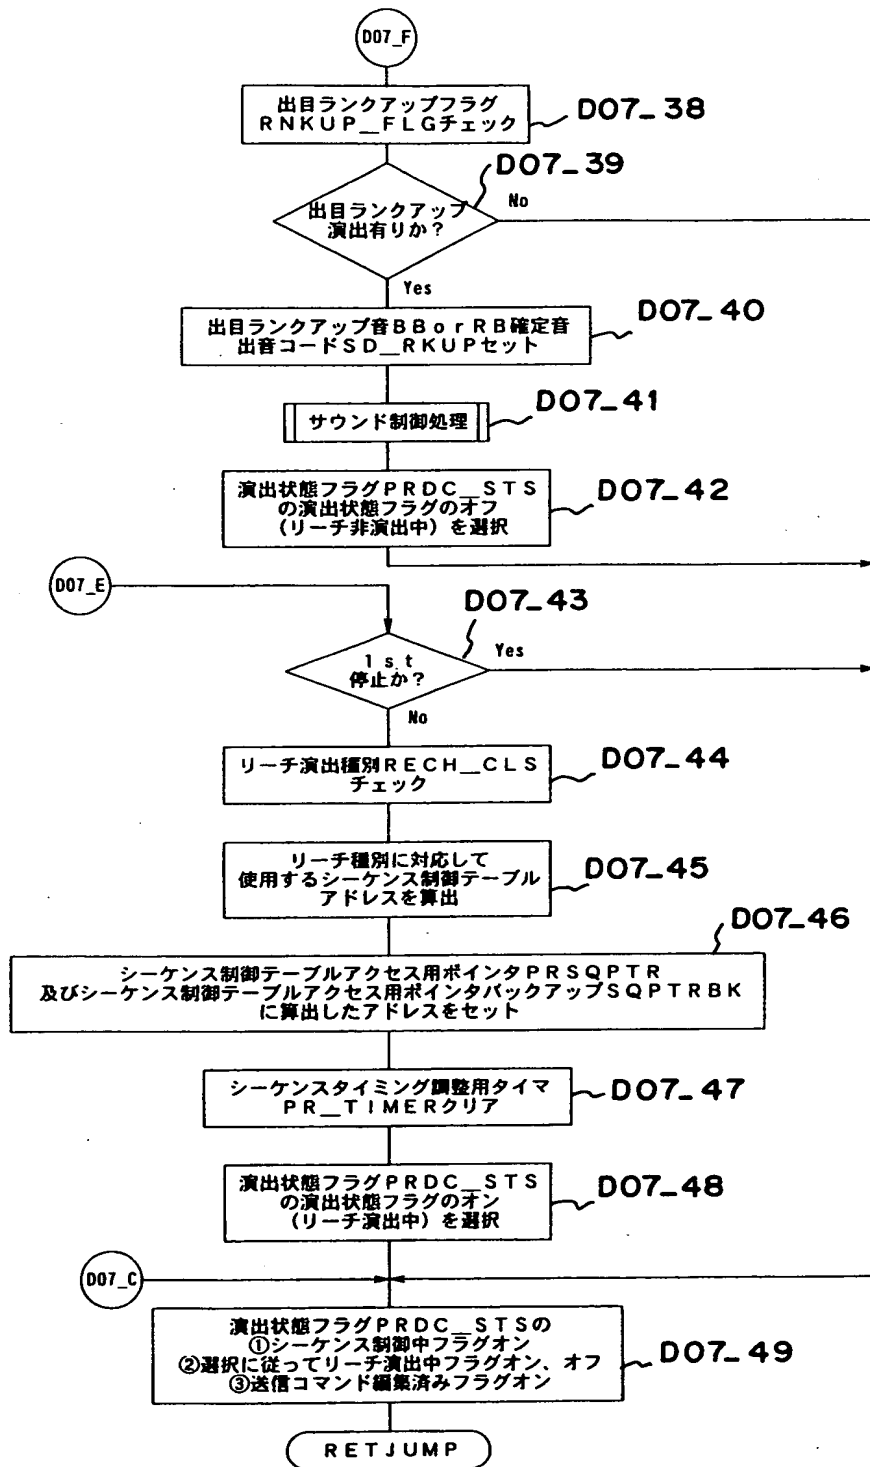 D07_F
出目ランクアップフラグ
RNKUP__FLGチェック
D07_38
D07_39
出目ランクアップ
演出有りか?
No
Yes
出目ランクアップ音BBorRB確定音
出音コードSD__RKUPセット
D07_40
サウンド制御処理
D07_41
演出状態フラグPRDC__STS
の演出状態フラグのオフ
(リーチ非演出中)を選択
D07_42
D07_E
D07_43
1st
停止か?
Yes
No
リーチ演出種別RECH__CLS
チェック
D07_44
リーチ種別に対応して
使用するシーケンス制御テーブル
アドレスを算出
D07_45
D07_46
シーケンス制御テーブルアクセス用ポインタPRSQPTR
及びシーケンス制御テーブルアクセス用ポインタバックアップSQPTRBK
に算出したアドレスをセット
シーケンスタイミング調整用タイマ
PR__TIMERクリア
D07_47
演出状態フラグPRDC__STS
の演出状態フラグのオン
(リーチ演出中)を選択
D07_48
D07_C
演出状態フラグPRDC__STSの
①シーケンス制御中フラグオン
②選択に従ってリーチ演出中フラグオン、オフ
③送信コマンド編集済みフラグオン
D07_49
RETJUMP